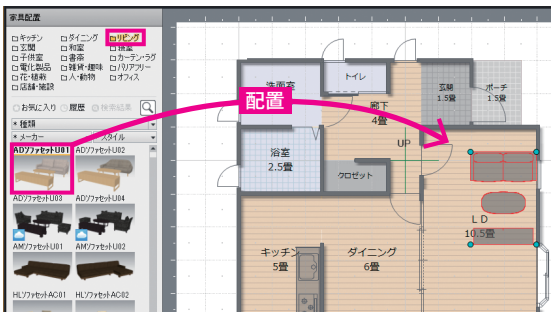 家具配置
キッチン ダイニング リビング
玄関 和室 寝室
子供室 書斎 カーテン・ラグ
電化製品 雑貨・趣味 バリアフリー
花・植栽 人・動物 オフィス
店舗・施設
お気に入り 履歴 検索結果
* 種類
* メーカー スタイル
ADソファセットU01 ADソファセットU02
ADソファセットU03 ADソファセットU04
AMソファセットU01 AMソファセットU02
HLソファセットAC01 HLソファセットAC02
配置
洗面室
トイレ
廊下
4畳
玄関
1.5畳
ポーチ
1.5畳
UP
浴室
2.5畳
クロゼット
LD
10.5畳
キッチン
5畳
ダイニング
6畳